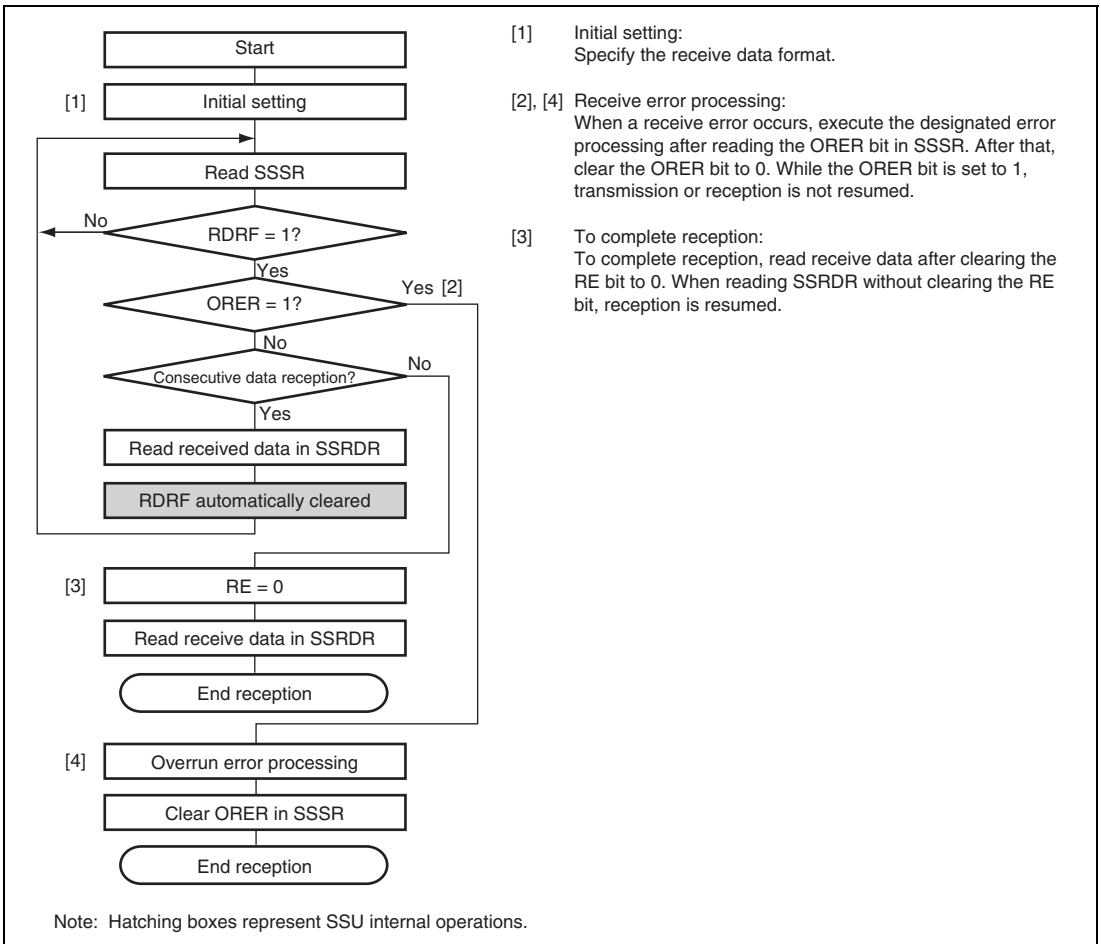 Start
[1] Initial setting
Read SSSR
No
RDRF = 1?
Yes
Yes [2]
ORER = 1?
No
No
Consecutive data reception?
Yes
Read received data in SSRDR
RDRF automatically cleared
[3] RE = 0
Read receive data in SSRDR
End reception
[4] Overrun error processing
Clear ORER in SSSR
End reception
[1] Initial setting:
Specify the receive data format.
[2], [4] Receive error processing:
When a receive error occurs, execute the designated error
processing after reading the ORER bit in SSSR. After that,
clear the ORER bit to 0. While the ORER bit is set to 1,
transmission or reception is not resumed.
[3] To complete reception:
To complete reception, read receive data after clearing the
RE bit to 0. When reading SSRDR without clearing the RE
bit, reception is resumed.
Note: Hatching boxes represent SSU internal operations.